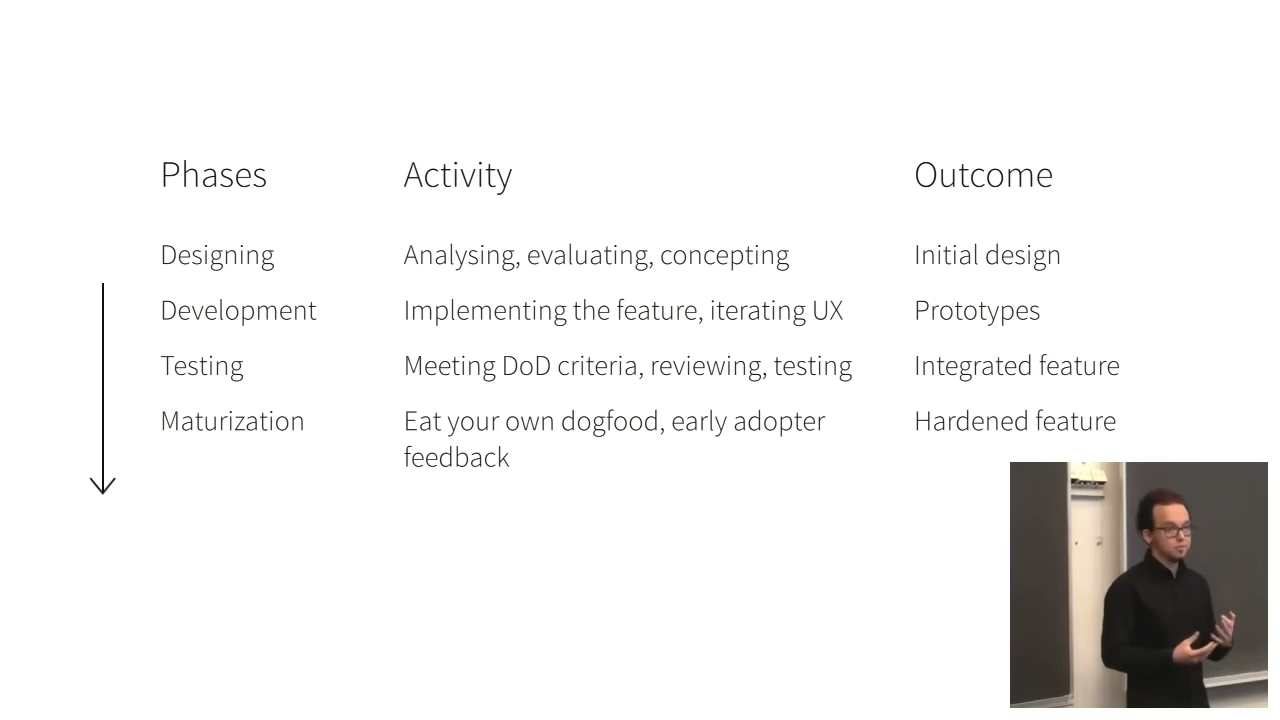 Phases Activity Outcome
Designing Analysing, evaluating, concepting Initial design
Development Implementing the feature, iterating UX Prototypes
Testing Meeting DoD criteria, reviewing, testing Integrated feature
Maturization Eat your own dogfood, early adopter Hardened feature
feedback